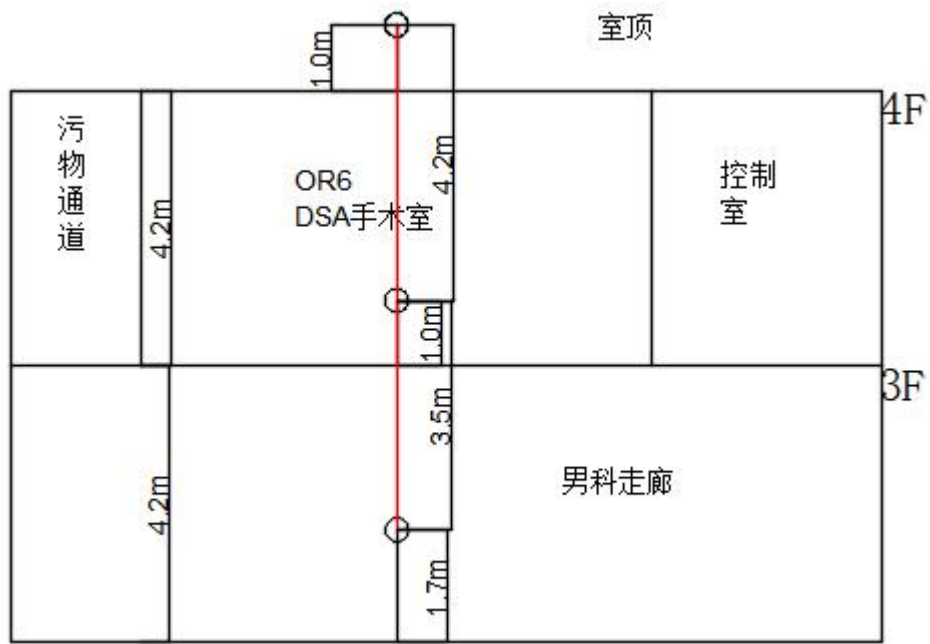 室顶
1.0m
4F
污
物
通
道
4.2m
OR6
DSA手术室
4.2m
控制
室
1.0m
3F
3.5m
4.2m
男科走廊
1.7m